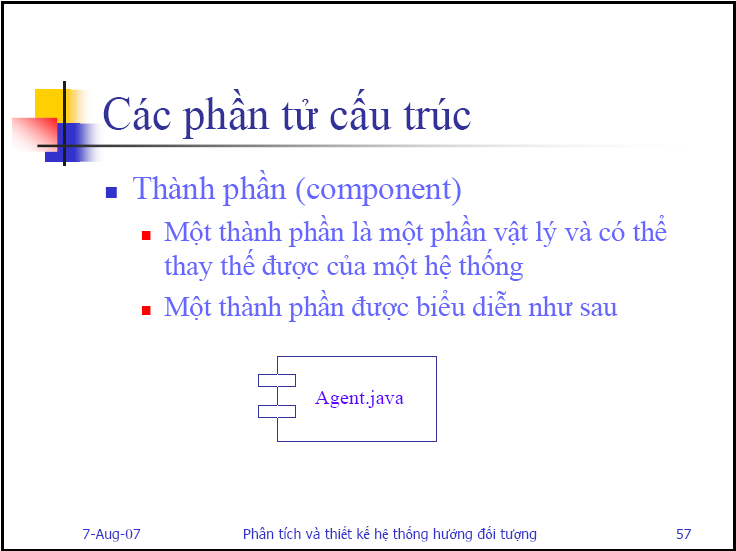 Các phần tử cấu trúc
Thành phần (component)
Một thành phần là một phần vật lý và có thể
thay thế được của một hệ thống
Một thành phần được biểu diễn như sau
Agent.java
7-Aug-07
Phân tích và thiết kế hệ thống hướng đối tượng
57